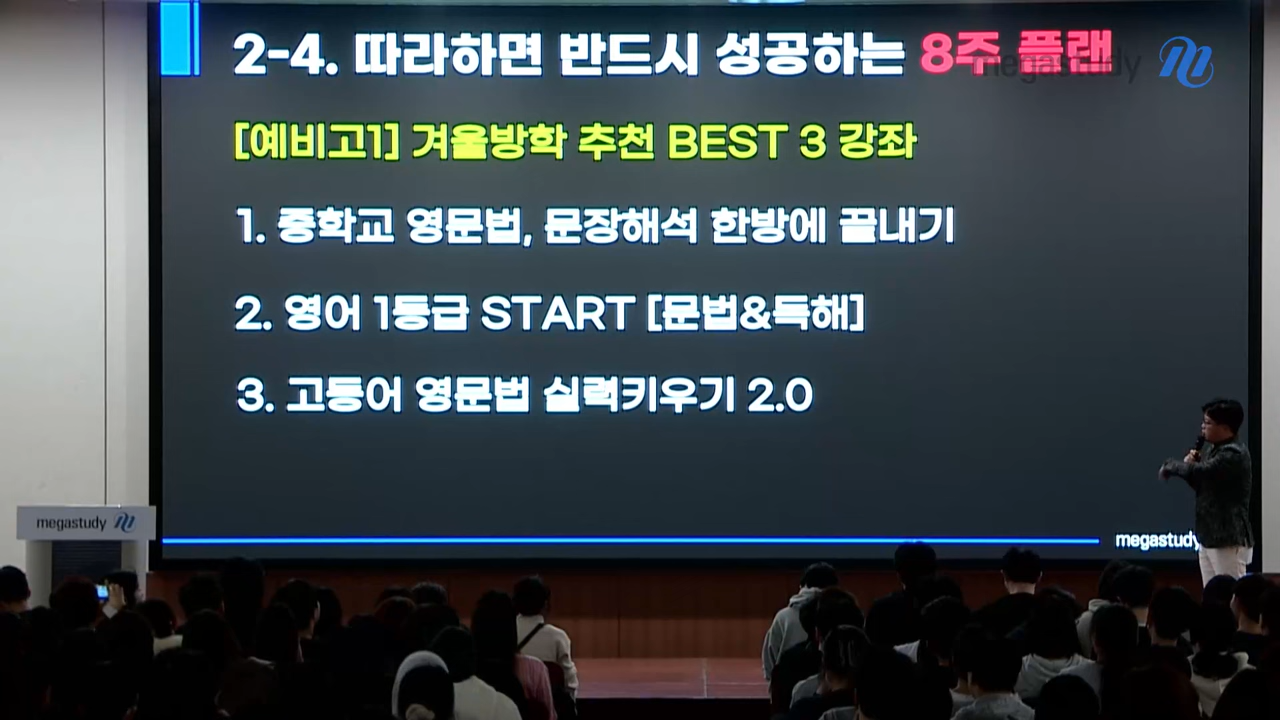 2-4. 따라하면 반드시 성공하는 8주 플랜
megastudy
[예비고1] 겨울방학 추천 BEST 3 강좌
1. 중학교 영문법, 문장해석 한방에 끝내기
2. 영어 1등급 START [문법&독해]
3. 고등어 영문법 실력키우기 2.0
megastudy
megastudy